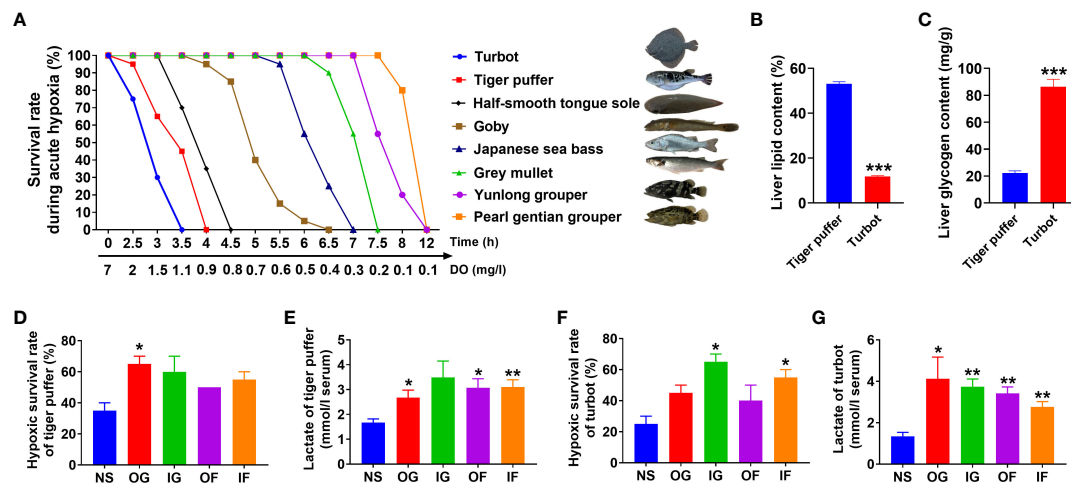 A
Survival rate
during acute hypoxia (%)
100
90
80
70
60
50
40
30
20
10
0
0 2.5 3 3.5 4 4.5 5 5.5 6 6.5 7 7.5 8 12
Time (h)
7 2 1.5 1.1 0.9 0.8 0.7 0.6 0.5 0.4 0.3 0.2 0.1 0.1
DO (mg/l)
Turbot
Tiger puffer
Half-smooth tongue sole
Goby
Japanese sea bass
Grey mullet
Yunlong grouper
Pearl gentian grouper
B
Liver lipid content (%)
60
40
20
0
***
Tiger puffer
Turbot
C
Liver glycogen content (mg/g)
100
80
60
40
20
0
***
Tiger puffer
Turbot
D
Hypoxic survival rate
of tiger puffer (%)
80
60
40
20
0
*
NS OG IG OF IF
E
Lactate of tiger puffer
(mmol/l serum)
5
4
3
2
1
0
* * **
NS OG IG OF IF
F
Hypoxic survival rate
of turbot (%)
80
60
40
20
0
* *
NS OG IG OF IF
G
Lactate of turbot
(mmol/l serum)
6
4
2
0
* ** ** **
NS OG IG OF IF